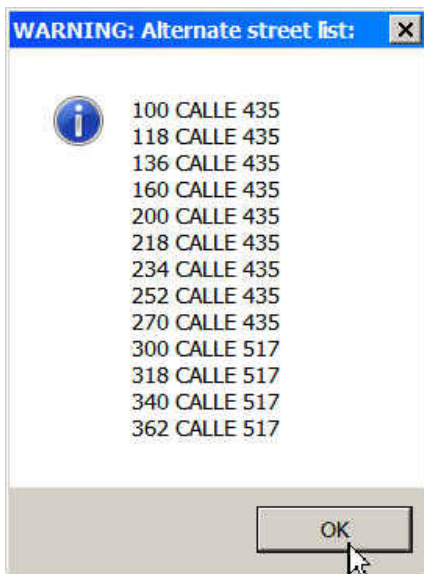 WARNING: Alternate street list:
100 CALLE 435
118 CALLE 435
136 CALLE 435
160 CALLE 435
200 CALLE 435
218 CALLE 435
234 CALLE 435
252 CALLE 435
270 CALLE 435
300 CALLE 517
318 CALLE 517
340 CALLE 517
362 CALLE 517
OK